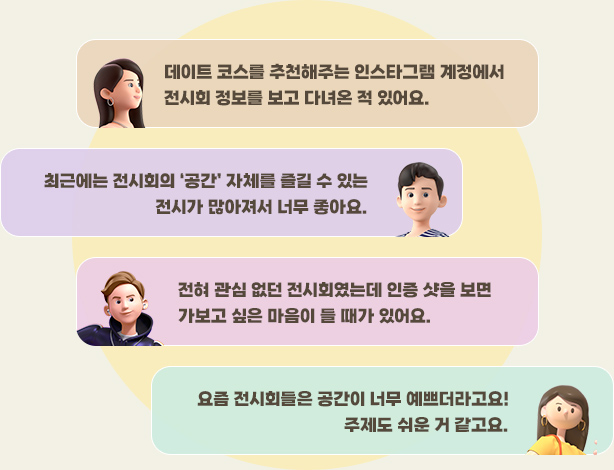 데이트 코스를 추천해주는 인스타그램 계정에서
전시회 정보를 보고 다녀온 적 있어요.
최근에는 전시회의 ‘공간’ 자체를 즐길 수 있는
전시가 많아져서 너무 좋아요.
전혀 관심 없던 전시회였는데 인증 샷을 보면
가보고 싶은 마음이 들 때가 있어요.
요즘 전시회들은 공간이 너무 예쁘더라고요!
주제도 쉬운 거 같고요.